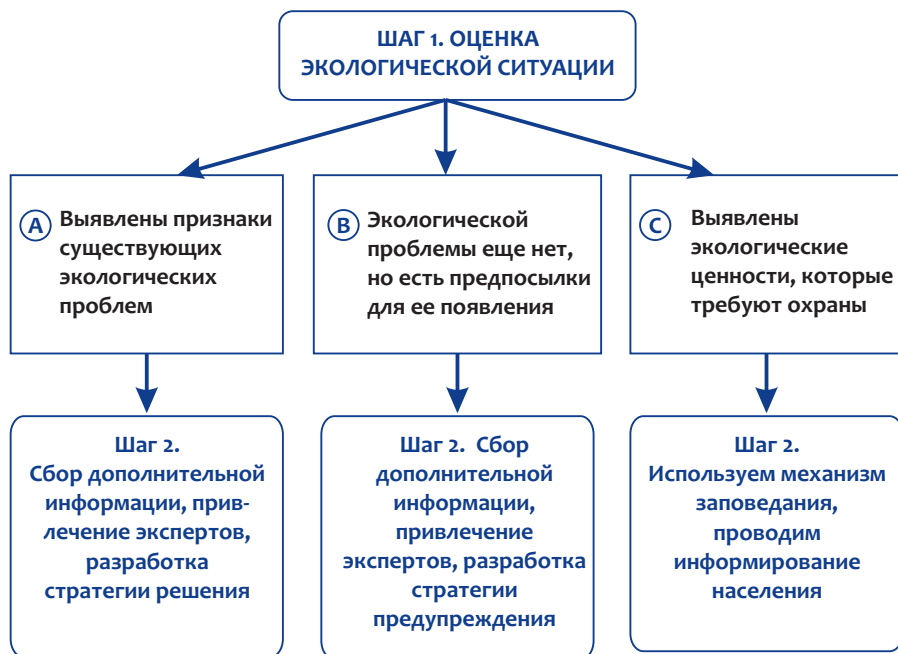 ШАГ 1. ОЦЕНКА
ЭКОЛОГИЧЕСКОЙ СИТУАЦИИ
A
Выявлены признаки
существующих
экологических
проблем
B
Экологической
проблемы еще нет,
но есть предпосылки
для ее появления
C
Выявлены
экологические
ценности, которые
требуют охраны
Шаг 2.
Сбор дополнительной
информации, прив-
лечение экспертов,
разработка
стратегии решения
Шаг 2. Сбор
дополнительной
информации,
привлечение
экспертов, разработка
стратегии
предупреждения
Шаг 2.
Используем механизм
заповедания,
проводим
информирование
населения